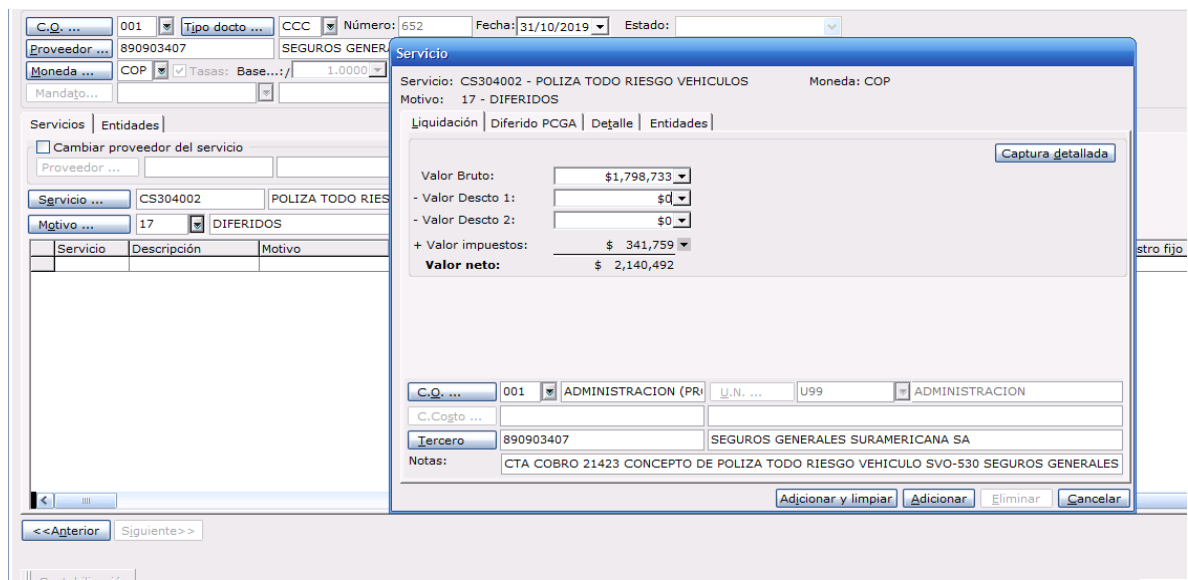 C.O. ... 001 Tipo docto ... CCC Número: 652 Fecha: 31/10/2019 Estado:
Proveedor ... 890903407 SEGUROS GENER
Moneda ... COP Tasas: Base...:/ 1.0000
Mandato...
Servicios Entidades
Cambiar proveedor del servicio
Proveedor ...
Servicio ... CS304002 POLIZA TODO RIES
Motivo ... 17 DIFERIDOS
Servicio Descripción Motivo stro fijo
Servicio
Servicio: CS304002 - POLIZA TODO RIESGO VEHICULOS Moneda: COP
Motivo: 17 - DIFERIDOS
Liquidación Diferido PCGA Detalle Entidades
Captura detallada
Valor Bruto: $1,798,733
- Valor Descto 1: $0
- Valor Descto 2: $0
+ Valor impuestos: $ 341,759
Valor neto: $ 2,140,492
C.O. ... 001 ADMINISTRACION (PR U.N. ... U99 ADMINISTRACION
C.Costo ...
Tercero 890903407 SEGUROS GENERALES SURAMERICANA SA
Notas: CTA COBRO 21423 CONCEPTO DE POLIZA TODO RIESGO VEHICULO SVO-530 SEGUROS GENERALES
Adicionar y limpiar Adicionar Eliminar Cancelar
<<Anterior Siguiente>>